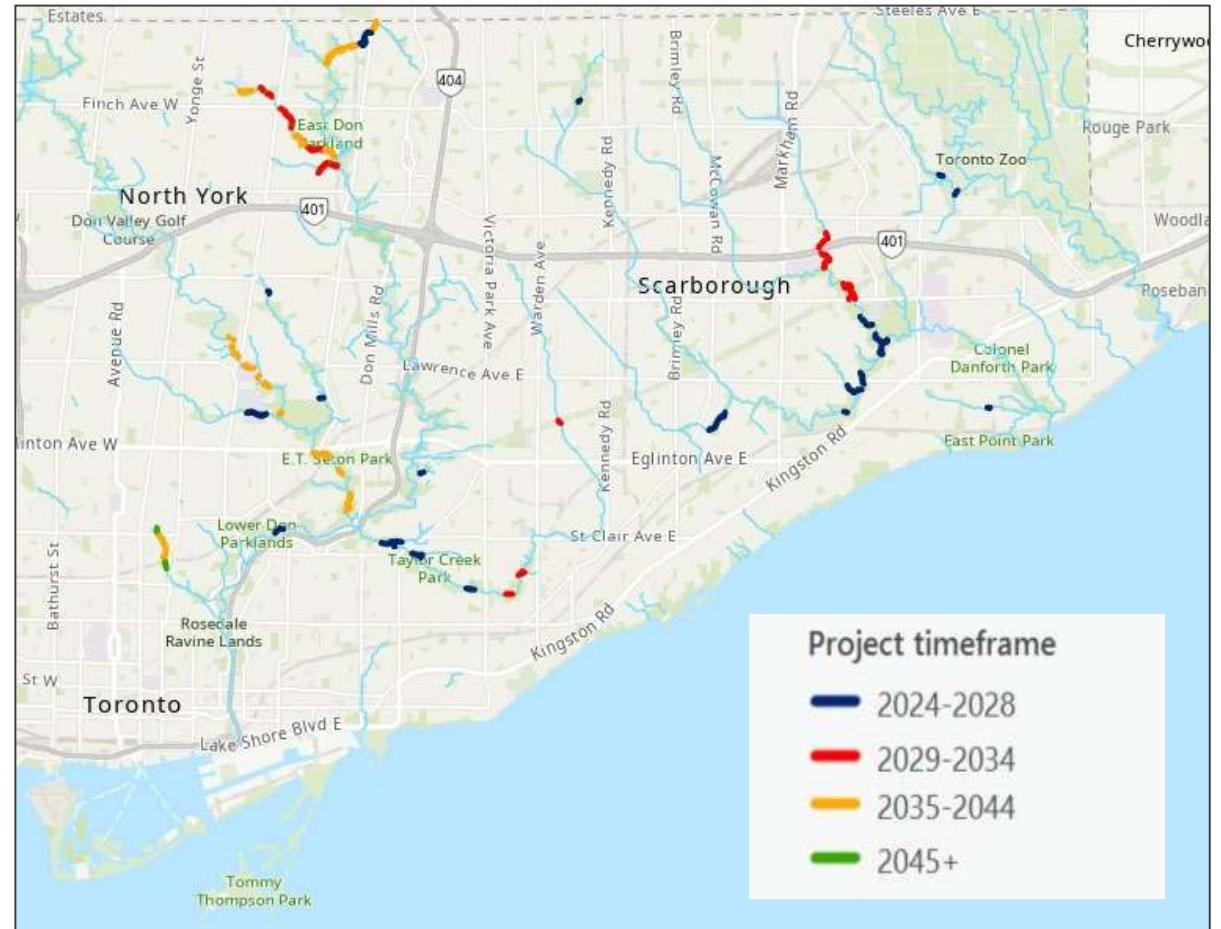 Estates
Steeles Ave E
Cherrywoo
404
Yonge St
Brimley Rd
Finch Ave W
Markham Rd
East Don
Parkland
Rouge Park
Kennedy Rd
McCowan Rd
Toronto Zoo
North York
401
Don Valley Golf
Course
Woodla
401
Victoria Park Ave
Warden Ave
Scarborough
Roseban
Avenue Rd
Don Mills Rd
Brimley Rd
Lawrence Ave E
Colonel
Danforth Park
linton Ave W
Kennedy Rd
East Point Park
E.T. Seton Park
Eglinton Ave E
Kingston Rd
Lower Don
Parklands
St Clair Ave E
Bathurst St
Taylor Creek
Park
Rosedale
Ravine Lands
Kingston Rd
St W
Toronto
Lake Shore Blvd E
Tommy
Thompson Park
Project timeframe
2024-2028
2029-2034
2035-2044
2045+